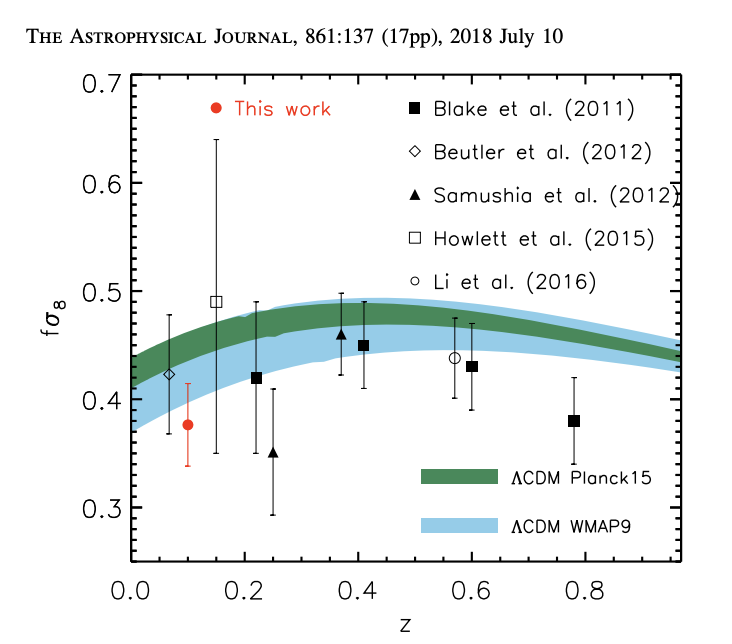 THE ASTROPHYSICAL JOURNAL, 861:137 (17pp), 2018 July 10
0.7
This work
Blake et al. (2011)
Beutler et al. (2012)
0.6
Samushia et al. (2012)
Howlett et al. (2015)
0.5
Li et al. (2016)
fσ8
0.4
ΛCDM Planck15
0.3
ΛCDM WMAP9
0.0 0.2 0.4 0.6 0.8
z